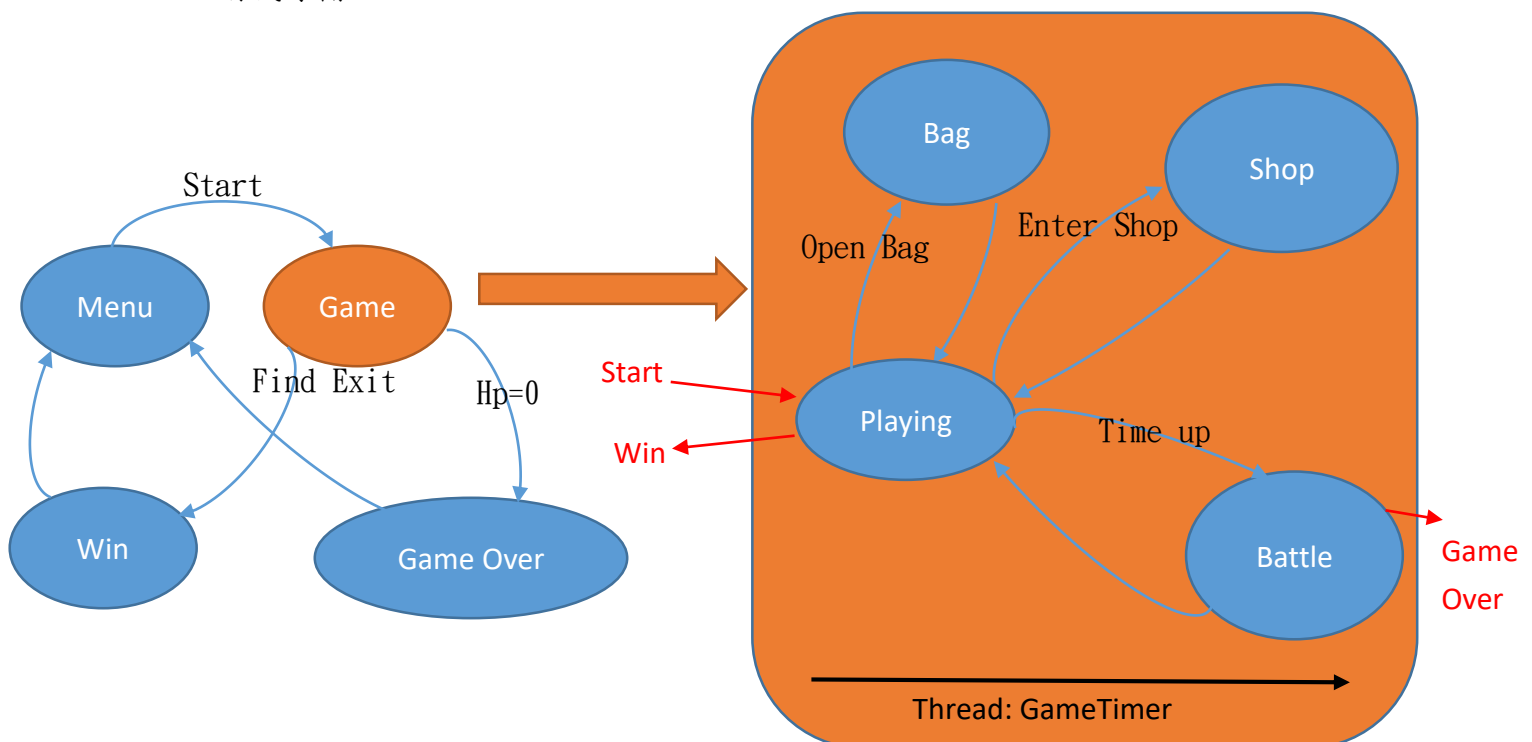 Start
Menu
Game
Find Exit
Hp=0
Win
Game Over
Bag
Shop
Open Bag
Enter Shop
Start
Win
Playing
Time up
Battle
Game
Over
Thread: GameTimer